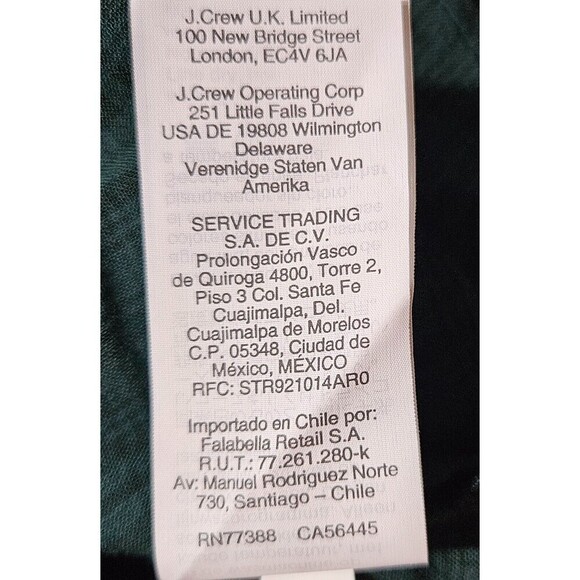 J.Crew U.K. Limited
100 New Bridge Street
London, EC4V 6JA
J.Crew Operating Corp
251 Little Falls Drive
USA DE 19808 Wilmington
Delaware
Verenidge Staten Van
Amerika
SERVICE TRADING
S.A. DE C.V.
Prolongación Vasco
de Quiroga 4800, Torre 2,
Piso 3 Col. Santa Fe
Cuajimalpa, Del.
Cuajimalpa de Morelos
C.P. 05348, Ciudad de
México, MÉXICO
RFC: STR921014AR0
Importado en Chile por:
Falabella Retail S.A.
R.U.T.: 77.261.280-k
Av: Manuel Rodriguez Norte
730, Santiago – Chile
RN77388 CA56445